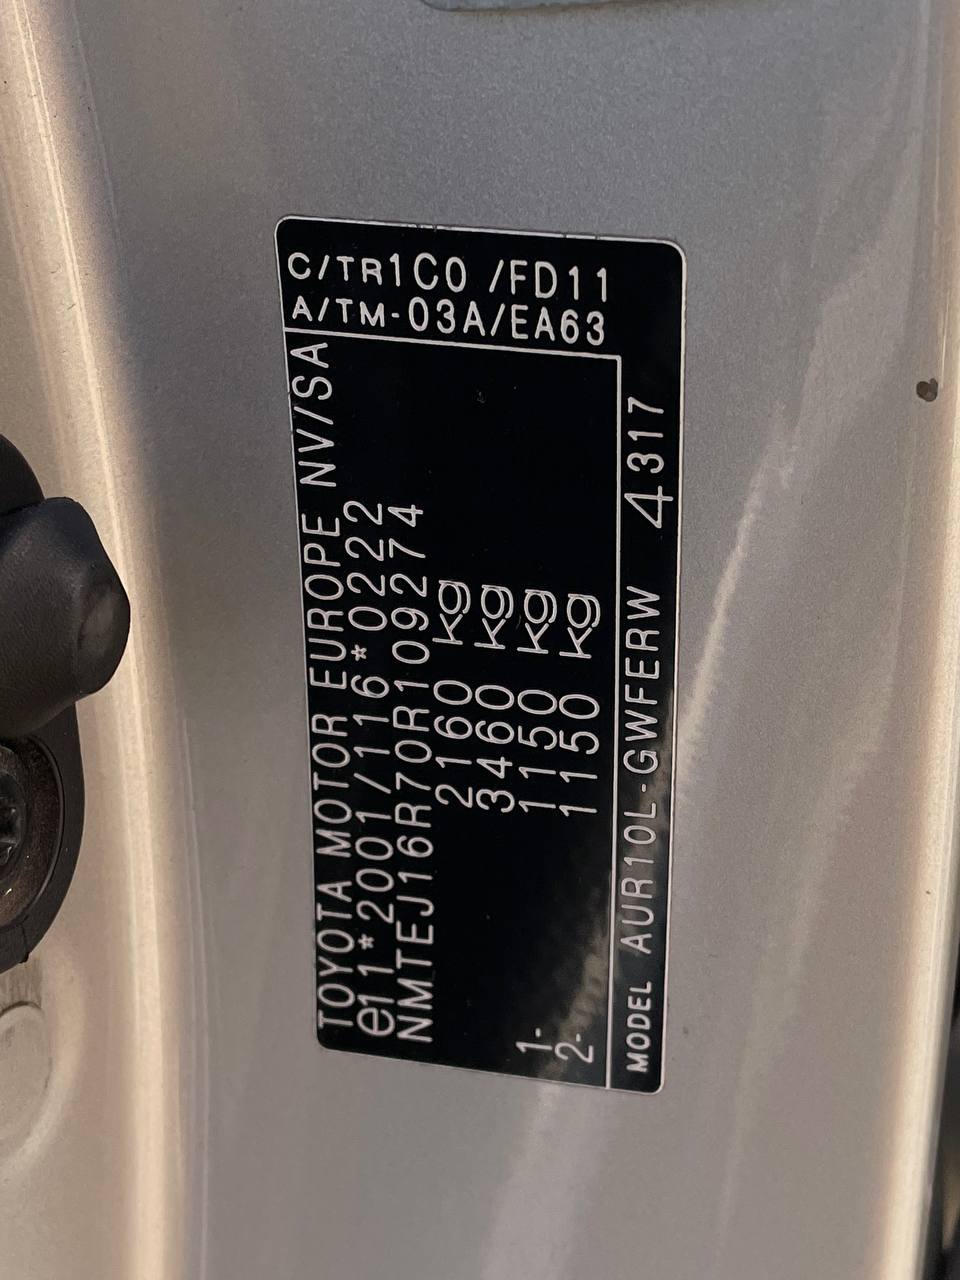 TOYOTA MOTOR EUROPE NV/SA
e11*2001/116*0222
NMTEJ16R70R109274
2160 kg
3460 kg
1- 1150 kg
2- 1150 kg
MODEL AUR10L-GWFERW 4317
C/TR1C0 /FD11
A/TM-03A/EA63